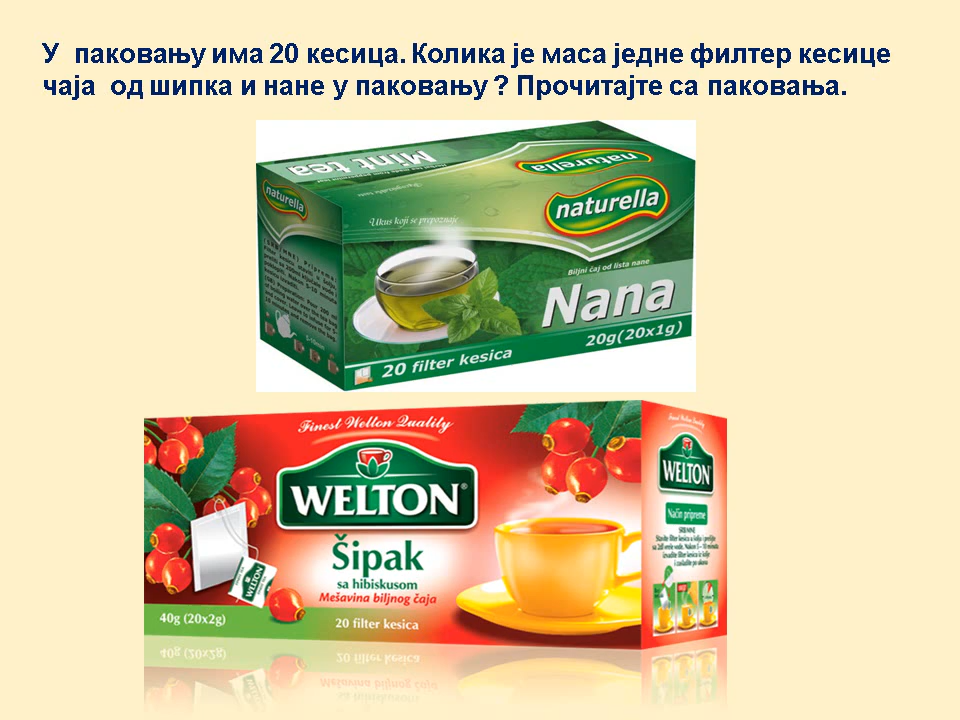 У паковању има 20 кесица. Колика је маса једне филтер кесице
чаја од шипка и нане у паковању ? Прочитајте са паковања.
Mint tea
naturella
naturella
naturella
Ukus koji se prepoznaje
Biljni čaj od lista nane
Nana
20g(20x1g)
20 filter kesica
Finest Welton Quality
WELTON
Šipak
sa hibiskusom
Mešavina biljnog čaja
40g (20x2g)
20 filter kesica
WELTON
WELTON
Način pripreme